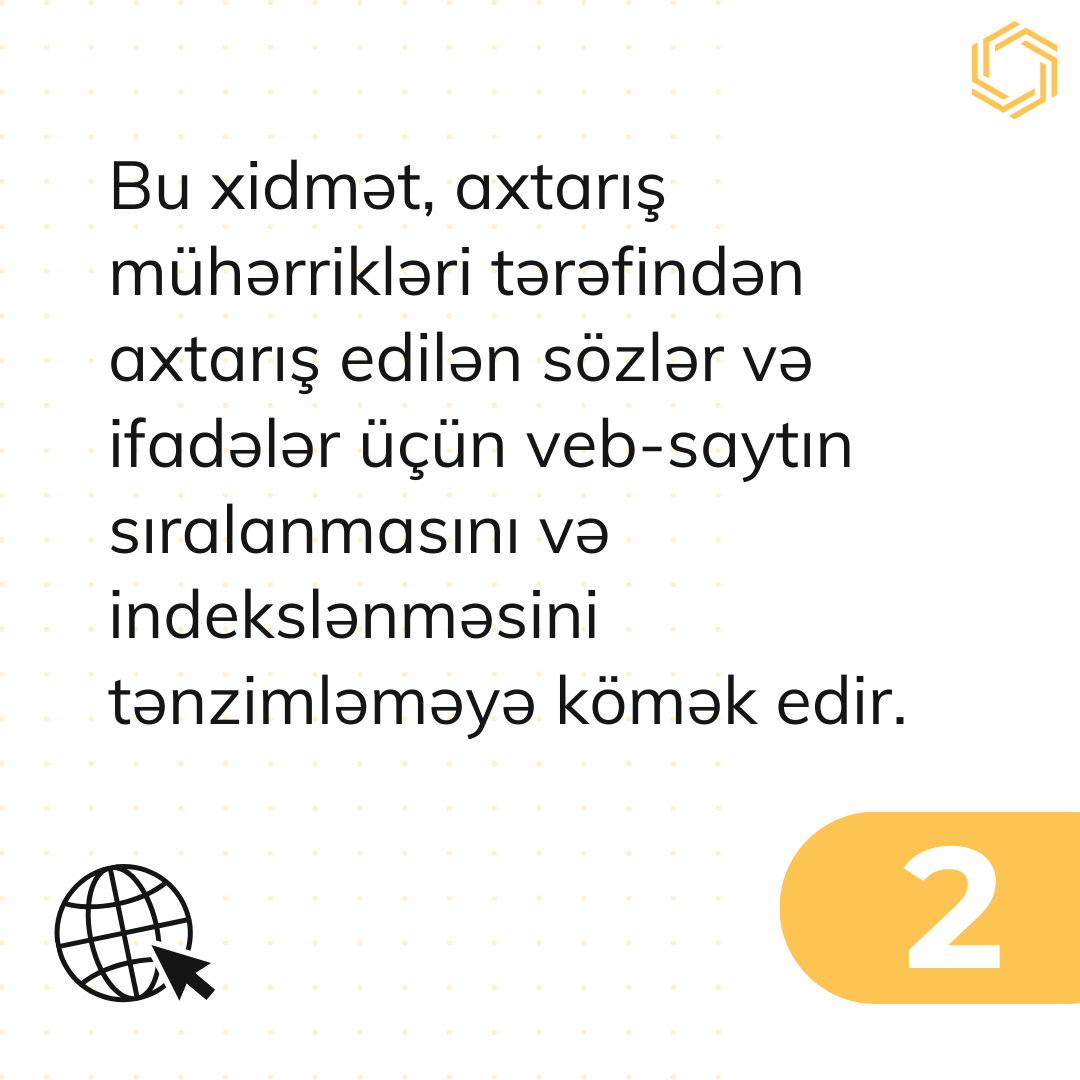 Bu xidmət, axtarış
mühərrikləri tərəfindən
axtarış edilən sözlər və
ifadələr üçün veb-saytın
sıralanmasını və
indekslənməsini
tənzimləməyə kömək edir.
2